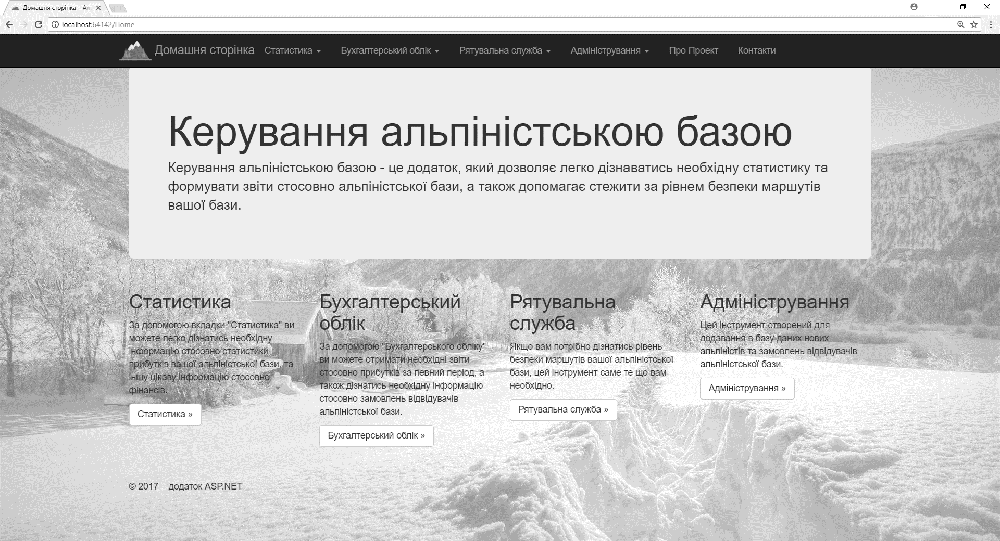 Домашня сторінка – Ал
localhost:64142/Home
Домашня сторінка Статистика Бухгалтерський облік Рятувальна служба Адміністрування Про Проект Контакти
Керування альпіністською базою
Керування альпіністською базою - це додаток, який дозволяє легко дізнаватись необхідну статистику та
формувати звіти стосовно альпіністської бази, а також допомагає стежити за рівнем безпеки маршрутів
вашої бази.
Статистика
За допомогою вкладки "Статистика" ви
можете легко дізнатись необхідну
інформацію стосовно статистики
прибутків вашої альпіністської бази, та
іншу цікаву інформацію стосовно
фінансів.
Статистика »
Бухгалтерський
облік
За допомогою "Бухгалтерського обліку"
ви можете отримати необхідні звіти
стосовно прибутків за певний період, а
також дізнатись необхідну інформацію
стосовно замовлень відвідувачів
альпіністської бази.
Бухгалтерський облік »
Рятувальна
служба
Якщо вам потрібно дізнатись рівень
безпеки маршрутів вашої альпіністської
бази, цей інструмент саме те що вам
необхідно.
Рятувальна служба »
Адміністрування
Цей інструмент створений для
додавання в базу даних нових
альпіністів та замовлень відвідувачів
альпіністської бази.
Адміністрування »
© 2017 – додаток ASP.NET